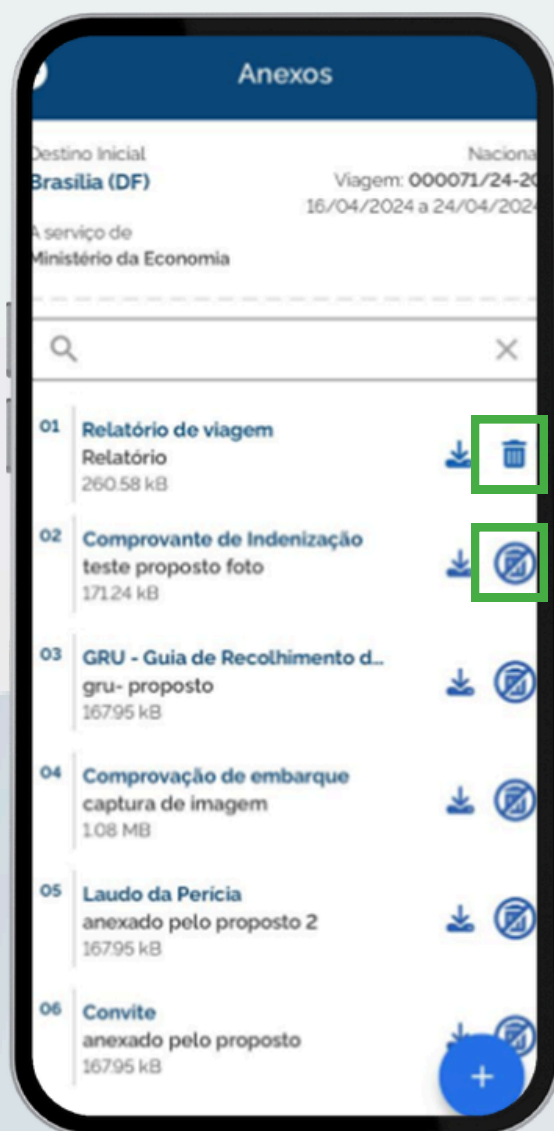 Anexos
Destino Inicial
Naciona
Brasília (DF)
Viagem: 000071/24-20
16/04/2024 a 24/04/2024
A serviço de
Ministério da Economia
01 Relatório de viagem
Relatório
260.58 kB
02 Comprovante de Indenização
teste proposto foto
171.24 kB
03 GRU - Guia de Recolhimento d...
gru- proposto
167.95 kB
04 Comprovação de embarque
captura de imagem
1.08 MB
05 Laudo da Perícia
anexado pelo proposto 2
167.95 kB
06 Convite
anexado pelo proposto
167.95 kB
+